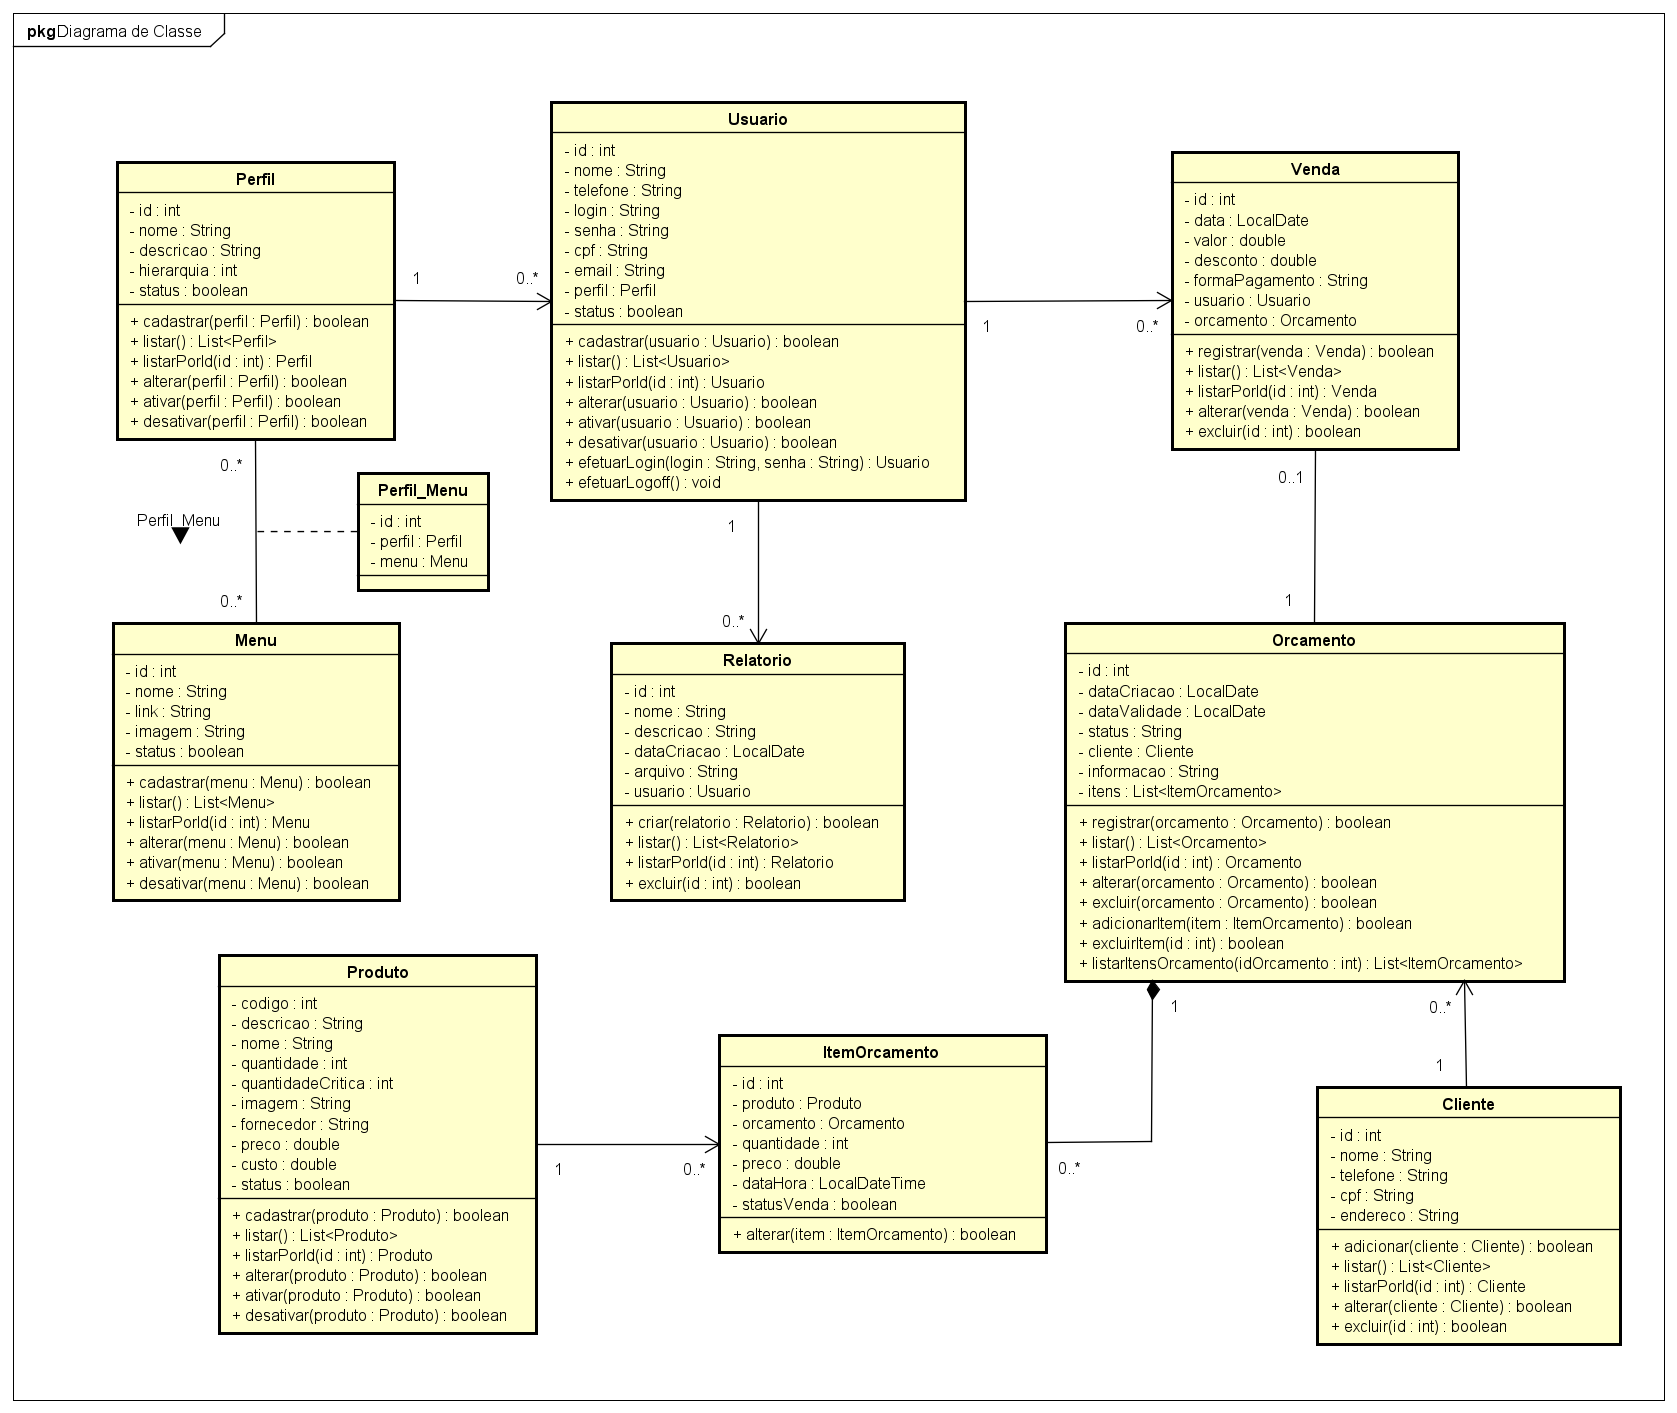 pkg Diagrama de Classe
Perfil
- id : int
- nome : String
- descricao : String
- hierarquia : int
- status : boolean
+ cadastrar(perfil : Perfil) : boolean
+ listar() : List<Perfil>
+ listarPorId(id : int) : Perfil
+ alterar(perfil : Perfil) : boolean
+ ativar(perfil : Perfil) : boolean
+ desativar(perfil : Perfil) : boolean
1
0..*
Usuario
- id : int
- nome : String
- telefone : String
- login : String
- senha : String
- cpf : String
- email : String
- perfil : Perfil
- status : boolean
+ cadastrar(usuario : Usuario) : boolean
+ listar() : List<Usuario>
+ listarPorId(id : int) : Usuario
+ alterar(usuario : Usuario) : boolean
+ ativar(usuario : Usuario) : boolean
+ desativar(usuario : Usuario) : boolean
+ efetuarLogin(login : String, senha : String) : Usuario
+ efetuarLogoff() : void
1
0..*
Venda
- id : int
- data : LocalDate
- valor : double
- desconto : double
- formaPagamento : String
- usuario : Usuario
- orcamento : Orcamento
+ registrar(venda : Venda) : boolean
+ listar() : List<Venda>
+ listarPorId(id : int) : Venda
+ alterar(venda : Venda) : boolean
+ excluir(id : int) : boolean
0..*
Perfil_Menu
0..*
Perfil_Menu
- id : int
- perfil : Perfil
- menu : Menu
1
0..*
0..1
1
Menu
- id : int
- nome : String
- link : String
- imagem : String
- status : boolean
+ cadastrar(menu : Menu) : boolean
+ listar() : List<Menu>
+ listarPorId(id : int) : Menu
+ alterar(menu : Menu) : boolean
+ ativar(menu : Menu) : boolean
+ desativar(menu : Menu) : boolean
Relatorio
- id : int
- nome : String
- descricao : String
- dataCriacao : LocalDate
- arquivo : String
- usuario : Usuario
+ criar(relatorio : Relatorio) : boolean
+ listar() : List<Relatorio>
+ listarPorId(id : int) : Relatorio
+ excluir(id : int) : boolean
Orcamento
- id : int
- dataCriacao : LocalDate
- dataValidade : LocalDate
- status : String
- cliente : Cliente
- informacao : String
- itens : List<ItemOrcamento>
+ registrar(orcamento : Orcamento) : boolean
+ listar() : List<Orcamento>
+ listarPorId(id : int) : Orcamento
+ alterar(orcamento : Orcamento) : boolean
+ excluir(orcamento : Orcamento) : boolean
+ adicionarItem(item : ItemOrcamento) : boolean
+ excluirItem(id : int) : boolean
+ listarItensOrcamento(idOrcamento : int) : List<ItemOrcamento>
1
0..*
Produto
- codigo : int
- descricao : String
- nome : String
- quantidade : int
- quantidadeCritica : int
- imagem : String
- fornecedor : String
- preco : double
- custo : double
- status : boolean
+ cadastrar(produto : Produto) : boolean
+ listar() : List<Produto>
+ listarPorId(id : int) : Produto
+ alterar(produto : Produto) : boolean
+ ativar(produto : Produto) : boolean
+ desativar(produto : Produto) : boolean
1
0..*
ItemOrcamento
- id : int
- produto : Produto
- orcamento : Orcamento
- quantidade : int
- preco : double
- dataHora : LocalDateTime
- statusVenda : boolean
+ alterar(item : ItemOrcamento) : boolean
0..*
1
Cliente
- id : int
- nome : String
- telefone : String
- cpf : String
- endereco : String
+ adicionar(cliente : Cliente) : boolean
+ listar() : List<Cliente>
+ listarPorId(id : int) : Cliente
+ alterar(cliente : Cliente) : boolean
+ excluir(id : int) : boolean